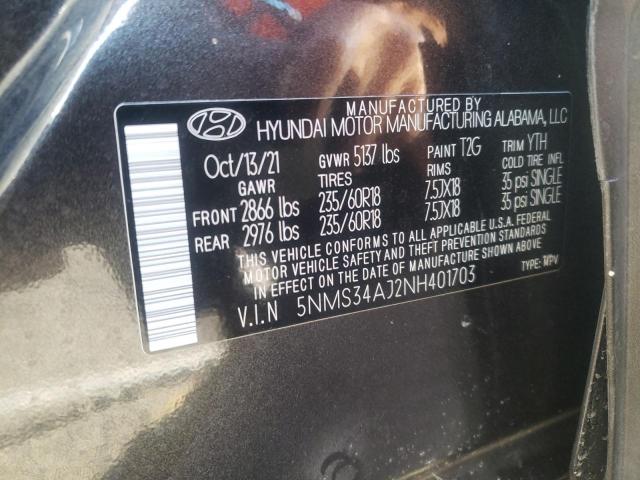 MANUFACTURED BY
HYUNDAI MOTOR MANUFACTURING ALABAMA, LLC
Oct/13/21 GVWR 5137 lbs PAINT T2G TRIM YTH
GAWR TIRES RIMS COLD TIRE INFL
FRONT 2866 lbs 235/60R18 7.5JX18 35 psi SINGLE
REAR 2976 lbs 235/60R18 7.5JX18 35 psi SINGLE
THIS VEHICLE CONFORMS TO ALL APPLICABLE U.S.A. FEDERAL
MOTOR VEHICLE SAFETY AND THEFT PREVENTION STANDARDS
IN EFFECT ON THE DATE OF MANUFACTURE SHOWN ABOVE
V.I.N 5NMS34AJ2NH401703 TYPE: MPV